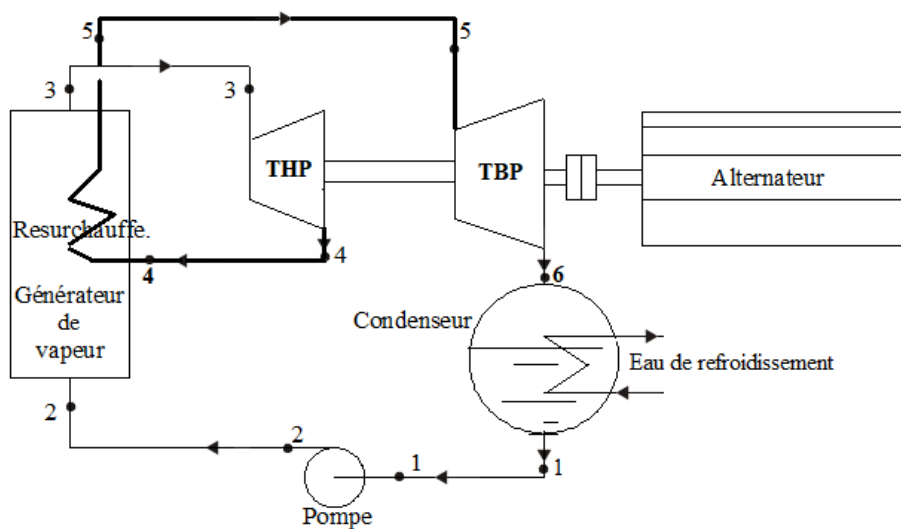 5
5
3
3
THP
TBP
Alternateur
Resurchauffe.
4
4
6
Générateur
de
vapeur
Condenseur
Eau de refroidissement
2
2
1
1
Pompe